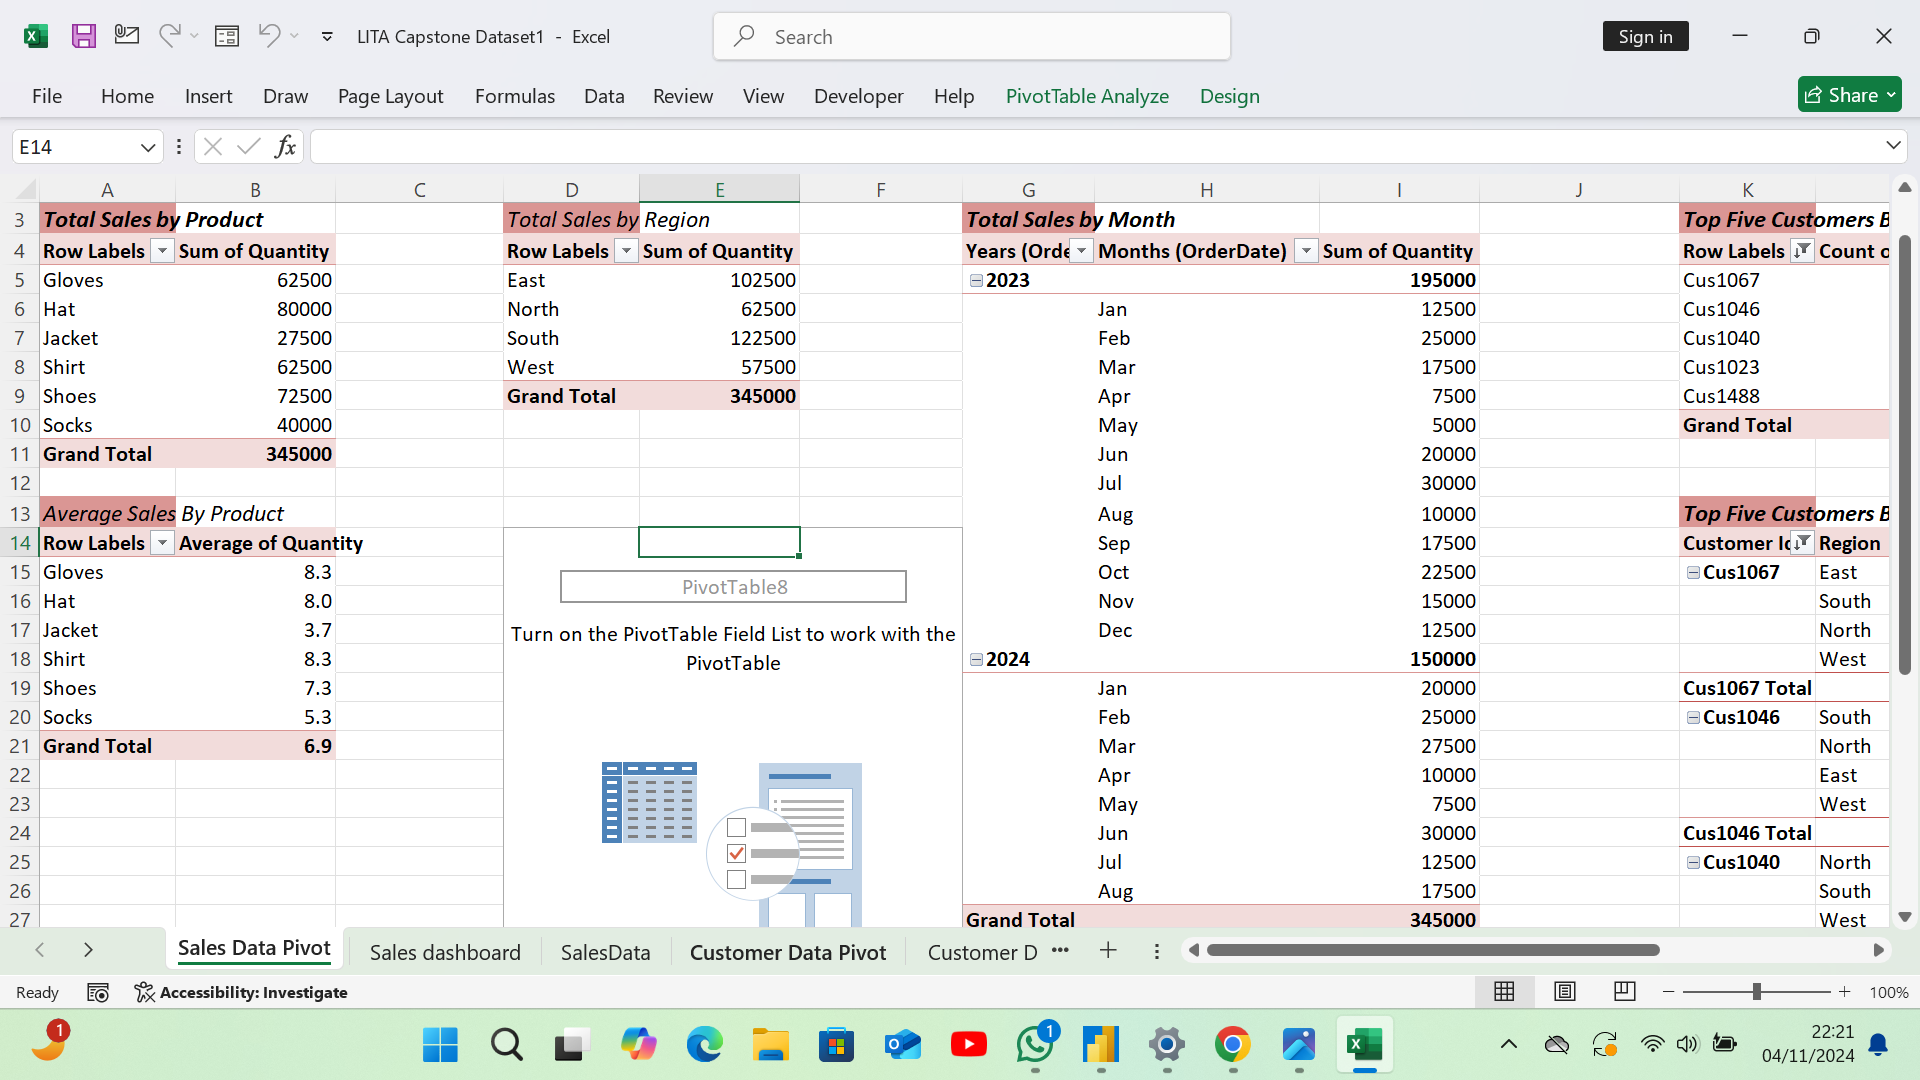 LITA Capstone Dataset1 - Excel
Search
Sign in
File Home Insert Draw Page Layout Formulas Data Review View Developer Help PivotTable Analyze Design Share
E14 fx
A B C D E F G H I J K
3 Total Sales by Product Total Sales by Region Total Sales by Month Top Five Customers B
4 Row Labels Sum of Quantity Row Labels Sum of Quantity Years (Orde Months (OrderDate) Sum of Quantity Row Labels Count o
5 Gloves 62500 East 102500 2023 195000 Cus1067
6 Hat 80000 North 62500 Jan 12500 Cus1046
7 Jacket 27500 South 122500 Feb 25000 Cus1040
8 Shirt 62500 West 57500 Mar 17500 Cus1023
9 Shoes 72500 Grand Total 345000 Apr 7500 Cus1488
10 Socks 40000 May 5000 Grand Total
11 Grand Total 345000 Jun 20000
12 Jul 30000
13 Average Sales By Product Aug 10000 Top Five Customers B
14 Row Labels Average of Quantity Sep 17500 Customer Id Region
15 Gloves 8.3 Oct 22500 Cus1067 East
PivotTable8
16 Hat 8.0 Nov 15000 South
17 Jacket 3.7 Turn on the PivotTable Field List to work with the Dec 12500 North
18 Shirt 8.3 PivotTable 2024 150000 West
19 Shoes 7.3 Jan 20000 Cus1067 Total
20 Socks 5.3 Feb 25000 Cus1046 South
21 Grand Total 6.9 Mar 27500 North
22 Apr 10000 East
23 May 7500 West
24 Jun 30000 Cus1046 Total
25 Jul 12500 Cus1040 North
26 Aug 17500 South
27 Grand Total 345000 West
Sales Data Pivot Sales dashboard SalesData Customer Data Pivot Customer D
Ready Accessibility: Investigate 100%
1 1 22:21
04/11/2024